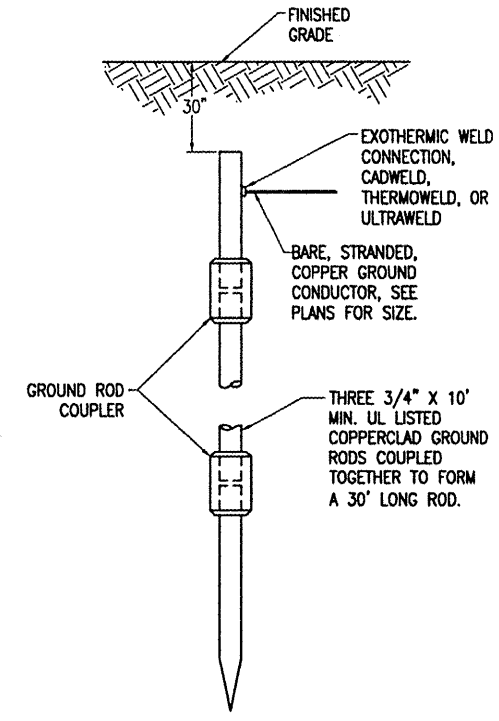 FINISHED
GRADE
30"
EXOTHERMIC WELD
CONNECTION,
CADWELD,
THERMOWELD, OR
ULTRAWELD
BARE, STRANDED,
COPPER GROUND
CONDUCTOR, SEE
PLANS FOR SIZE.
GROUND ROD
COUPLER
THREE 3/4" X 10'
MIN. UL LISTED
COPPERCLAD GROUND
RODS COUPLED
TOGETHER TO FORM
A 30' LONG ROD.